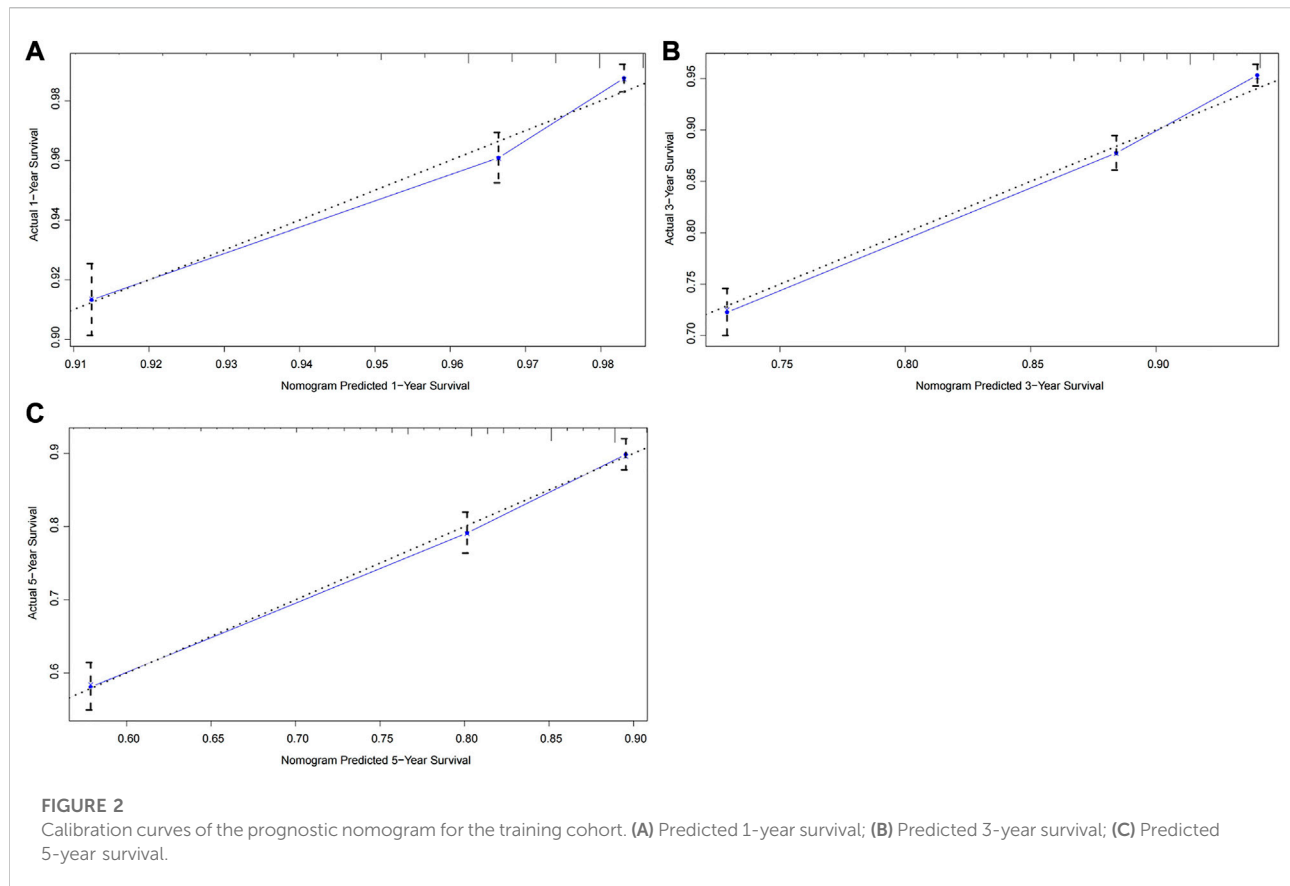 A
Actual 1-Year Survival
0.90
0.92
0.94
0.96
0.98
0.91
0.92
0.93
0.94
0.95
0.96
0.97
0.98
Nomogram Predicted 1-Year Survival
B
Actual 3-Year Survival
0.70
0.75
0.80
0.85
0.90
0.95
0.75
0.80
0.85
0.90
Nomogram Predicted 3-Year Survival
C
Actual 5-Year Survival
0.6
0.7
0.8
0.9
0.60
0.65
0.70
0.75
0.80
0.85
0.90
Nomogram Predicted 5-Year Survival
FIGURE 2
Calibration curves of the prognostic nomogram for the training cohort. (A) Predicted 1-year survival; (B) Predicted 3-year survival; (C) Predicted
5-year survival.